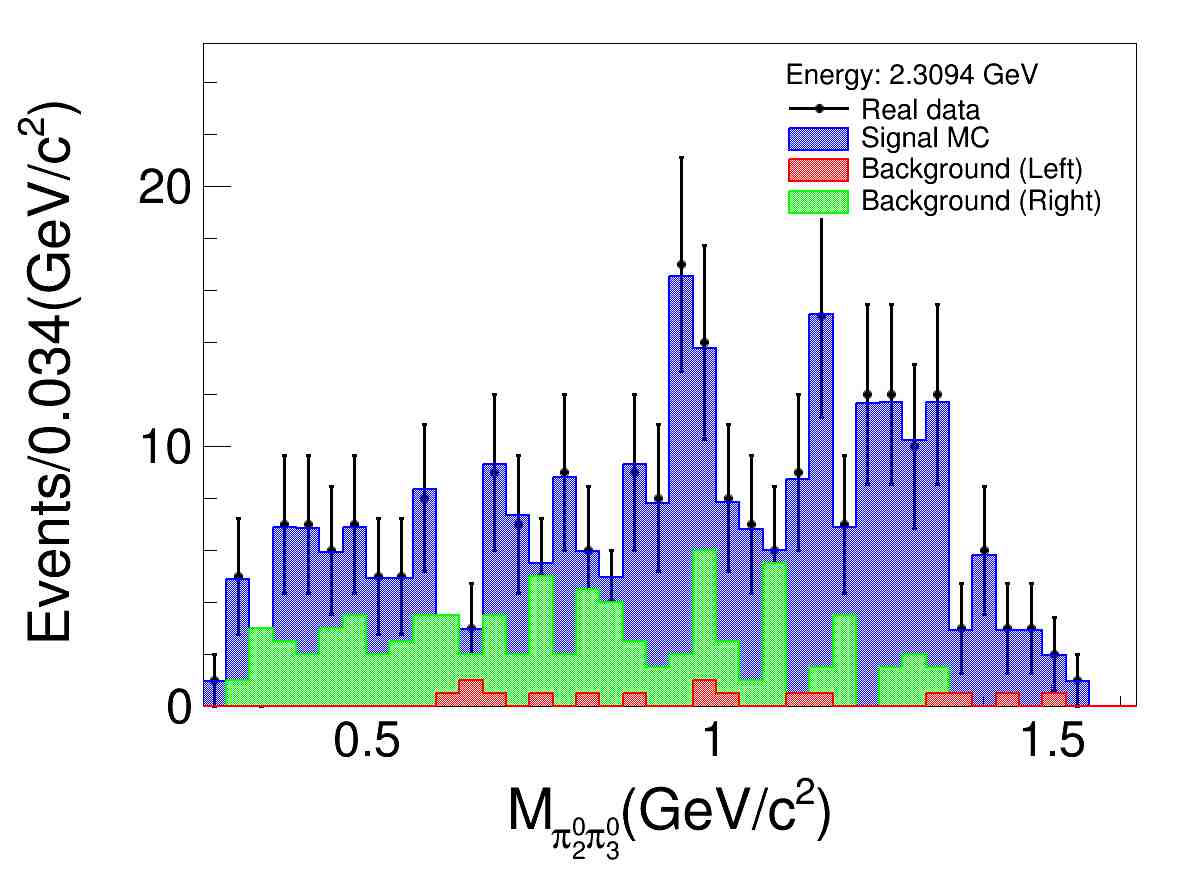 Energy: 2.3094 GeV
Real data
Signal MC
Background (Left)
Background (Right)
Events/0.034(GeV/c²)
20
10
0
0.5
1
1.5
M_{π⁰₂π⁰₃}(GeV/c²)